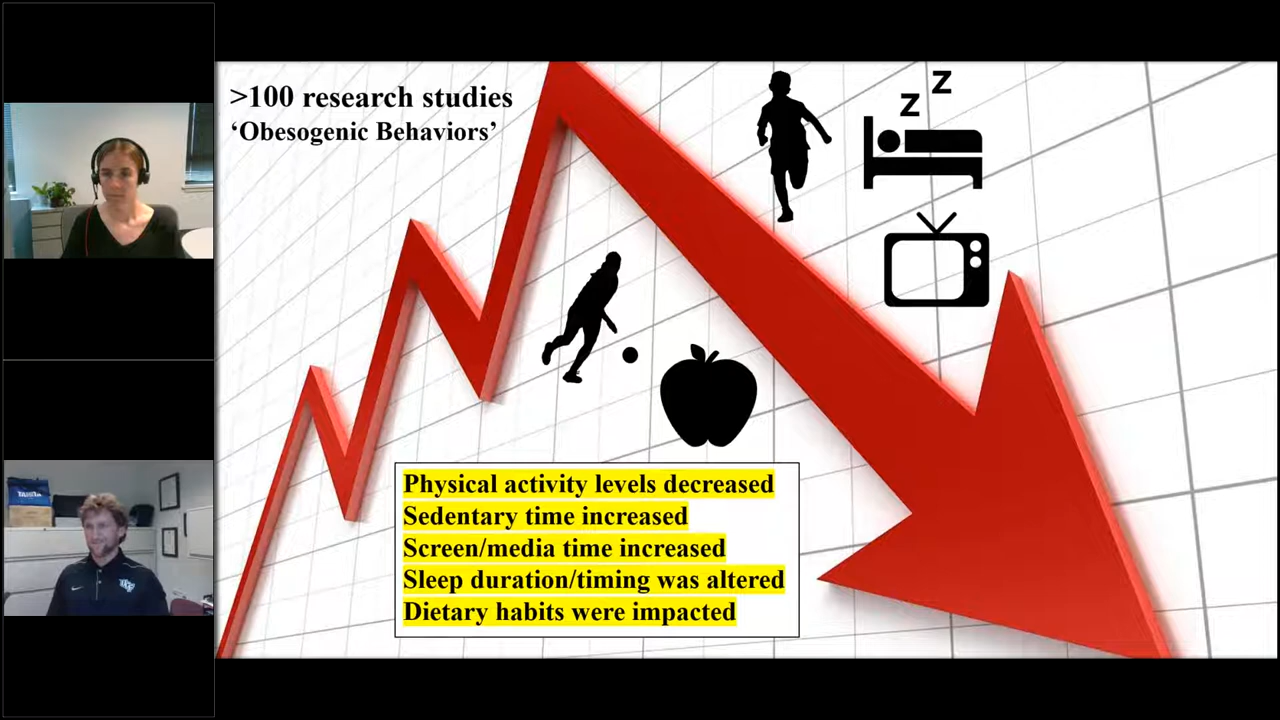 >100 research studies
‘Obesogenic Behaviors’
Z
Z
Physical activity levels decreased
Sedentary time increased
Screen/media time increased
Sleep duration/timing was altered
Dietary habits were impacted